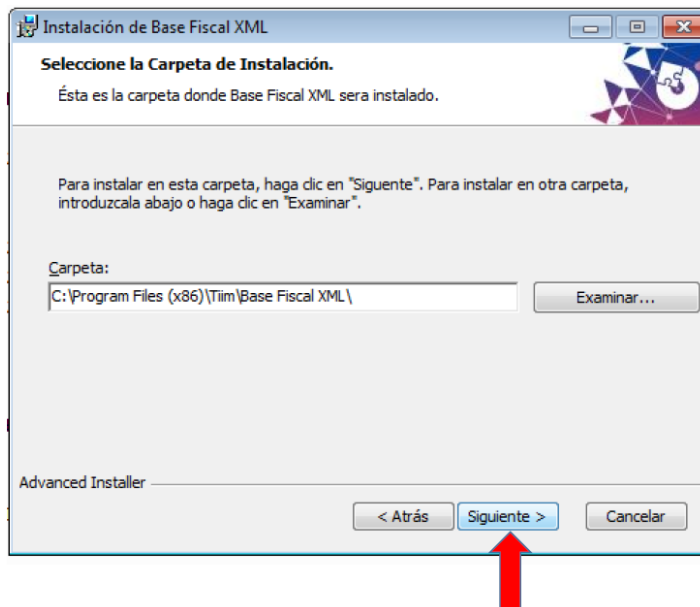 Instalación de Base Fiscal XML
Seleccione la Carpeta de Instalación.
Ésta es la carpeta donde Base Fiscal XML sera instalado.
Para instalar en esta carpeta, haga clic en "Siguente". Para instalar en otra carpeta,
introduzcala abajo o haga clic en "Examinar".
Carpeta:
C:\Program Files (x86)\Tiim\Base Fiscal XML\
Examinar...
Advanced Installer
< Atrás
Siguiente >
Cancelar